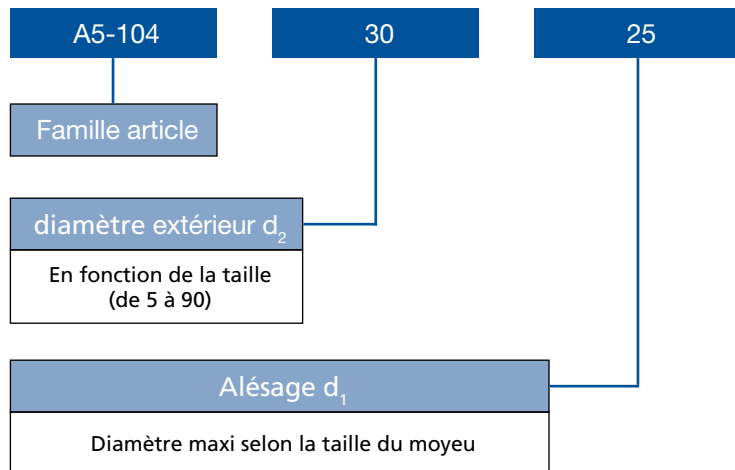 A5-104 30 25
Famille article
diamètre extérieur d₂
En fonction de la taille
(de 5 à 90)
Alésage d₁
Diamètre maxi selon la taille du moyeu